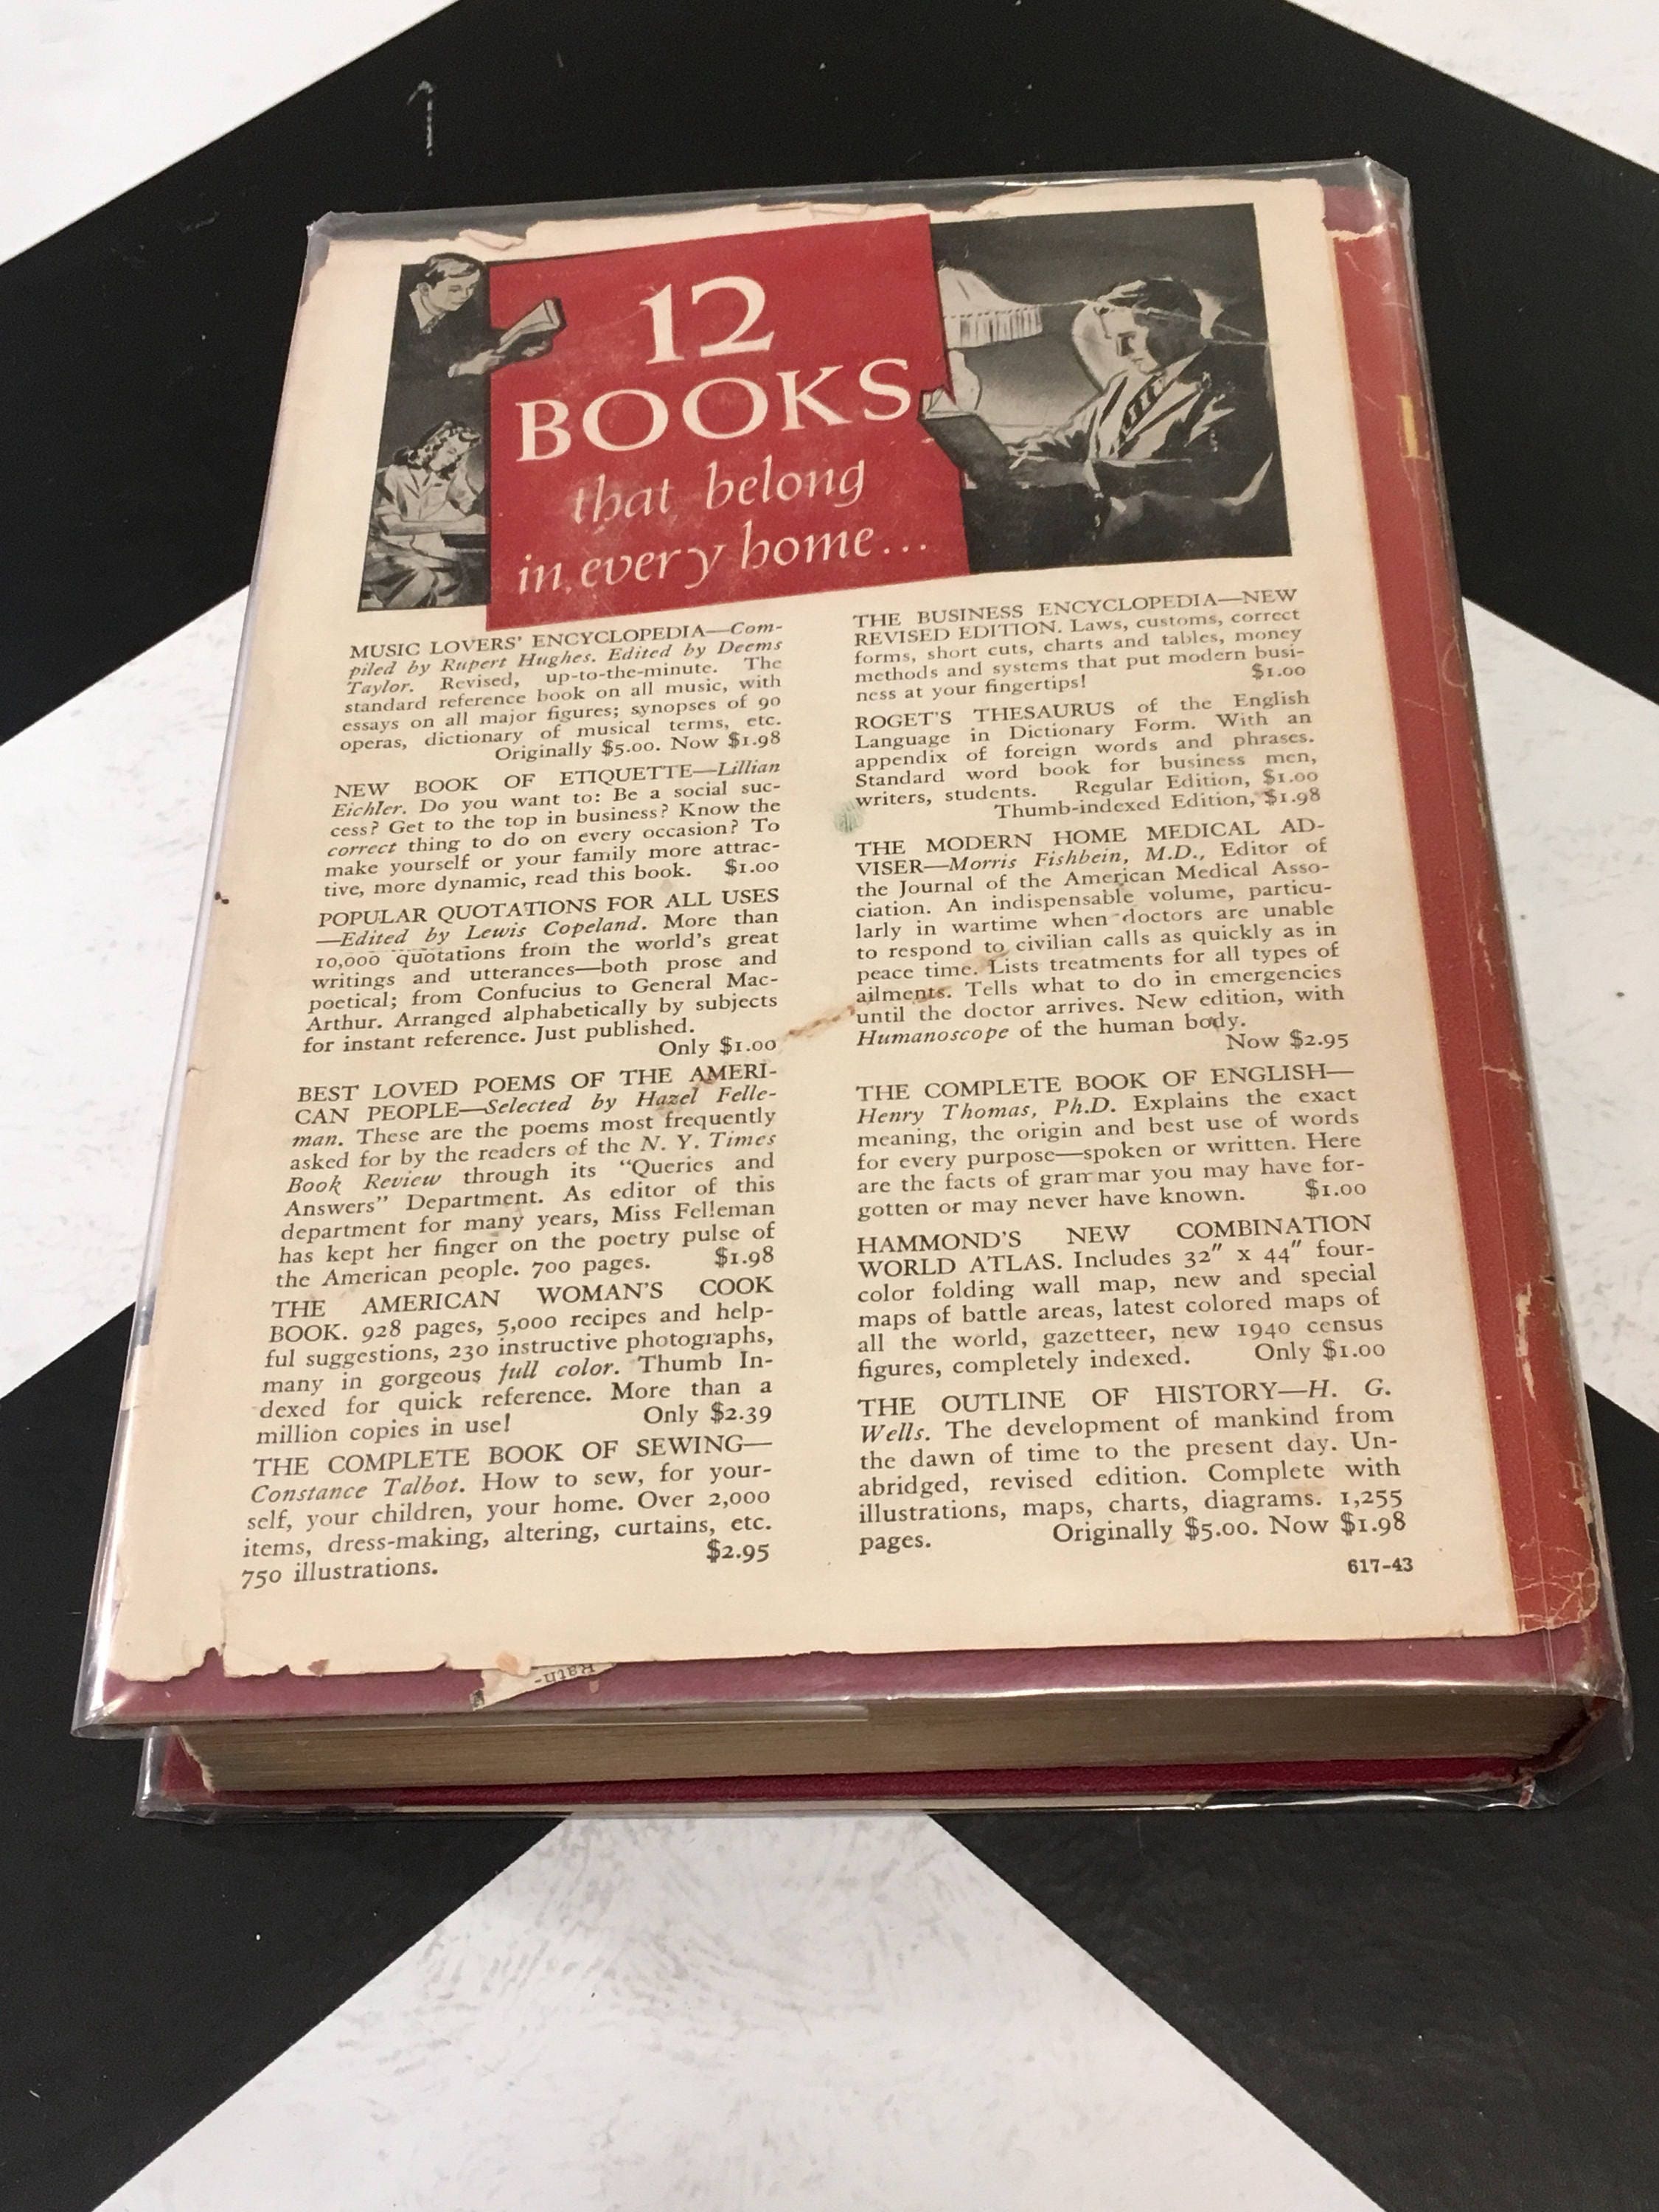 12
BOOKS
that belong
in every home...
MUSIC LOVERS' ENCYCLOPEDIA—Com-
piled by Rupert Hughes. Edited by Deems
Taylor. Revised, up-to-the-minute. The
standard reference book on all music, with
essays on all major figures; synopses of 90
operas, dictionary of musical terms, etc.
Originally $5.00. Now $1.98
NEW BOOK OF ETIQUETTE—Lillian
Eichler. Do you want to: Be a social suc-
cess? Get to the top in business? Know the
correct thing to do on every occasion? To
make yourself or your family more attrac-
tive, more dynamic, read this book. $1.00
POPULAR QUOTATIONS FOR ALL USES
—Edited by Lewis Copeland. More than
10,000 quotations from the world's great
writings and utterances—both prose and
poetical; from Confucius to General Mac-
Arthur. Arranged alphabetically by subjects
for instant reference. Just published.
Only $1.00
BEST LOVED POEMS OF THE AMERI-
CAN PEOPLE—Selected by Hazel Felle-
man. These are the poems most frequently
asked for by the readers of the N. Y. Times
Book Review through its "Queries and
Answers" Department. As editor of this
department for many years, Miss Felleman
has kept her finger on the poetry pulse of
the American people. 700 pages. $1.98
THE AMERICAN WOMAN'S COOK
BOOK. 928 pages, 5,000 recipes and help-
ful suggestions, 230 instructive photographs,
many in gorgeous full color. Thumb In-
dexed for quick reference. More than a
million copies in use! Only $2.39
THE COMPLETE BOOK OF SEWING—
Constance Talbot. How to sew, for your-
self, your children, your home. Over 2,000
items, dress-making, altering, curtains, etc.
750 illustrations. $2.95
THE BUSINESS ENCYCLOPEDIA—NEW
REVISED EDITION. Laws, customs, correct
forms, short cuts, charts and tables, money
methods and systems that put modern busi-
ness at your fingertips! $1.00
ROGET'S THESAURUS of the English
Language in Dictionary Form. With an
appendix of foreign words and phrases.
Standard word book for business men,
writers, students. Regular Edition, $1.00
Thumb-indexed Edition, $1.98
THE MODERN HOME MEDICAL AD-
VISER—Morris Fishbein, M.D., Editor of
the Journal of the American Medical Asso-
ciation. An indispensable volume, particu-
larly in wartime when doctors are unable
to respond to civilian calls as quickly as in
peace time. Lists treatments for all types of
ailments. Tells what to do in emergencies
until the doctor arrives. New edition, with
Humanoscope of the human body.
Now $2.95
THE COMPLETE BOOK OF ENGLISH—
Henry Thomas, Ph.D. Explains the exact
meaning, the origin and best use of words
for every purpose—spoken or written. Here
are the facts of grammar you may have for-
gotten or may never have known. $1.00
HAMMOND'S NEW COMBINATION
WORLD ATLAS. Includes 32" x 44" four-
color folding wall map, new and special
maps of battle areas, latest colored maps of
all the world, gazetteer, new 1940 census
figures, completely indexed. Only $1.00
THE OUTLINE OF HISTORY—H. G.
Wells. The development of mankind from
the dawn of time to the present day. Un-
abridged, revised edition. Complete with
illustrations, maps, charts, diagrams. 1,255
pages. Originally $5.00. Now $1.98
617-43